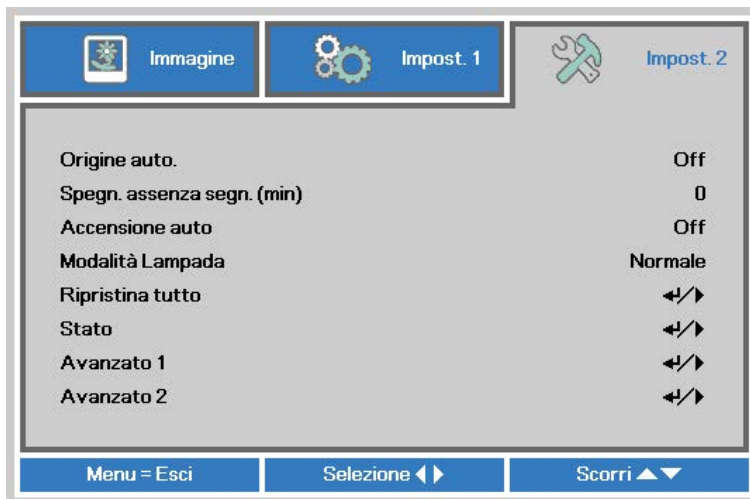 Immagine Impost. 1 Impost. 2
Origine auto. Off
Spegn. assenza segn. (min) 0
Accensione auto Off
Modalità Lampada Normale
Ripristina tutto ↵/▶
Stato ↵/▶
Avanzato 1 ↵/▶
Avanzato 2 ↵/▶
Menu = Esci Selezione ◀▶ Scorri ▲▼